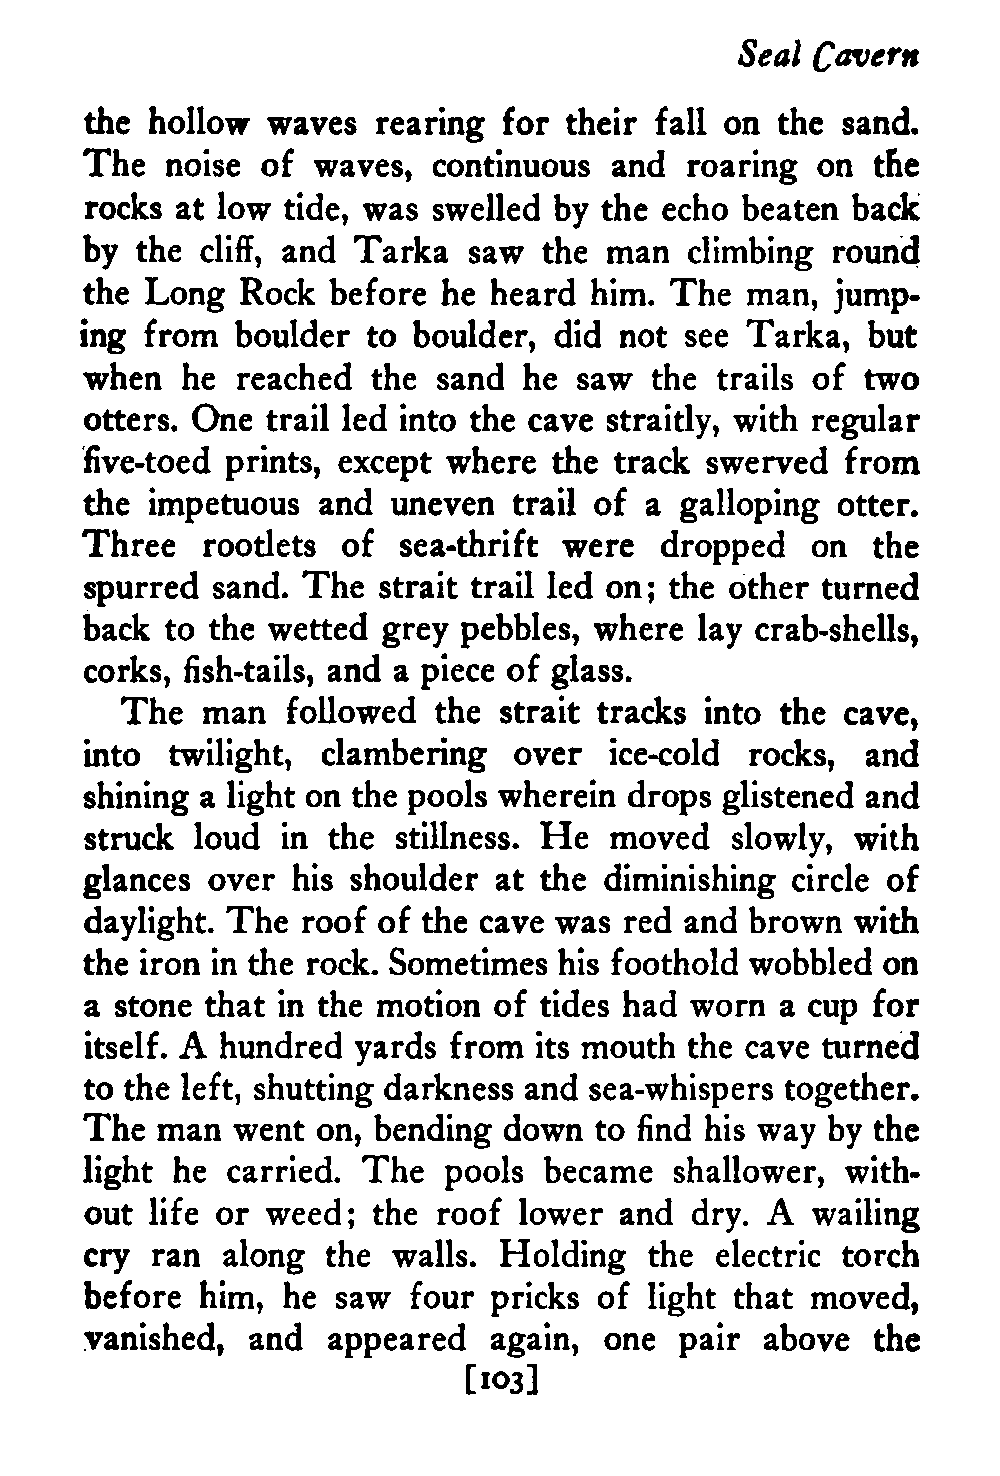 Seal Cavern
the hollow waves rearing for their fall on the sand.
The noise of waves, continuous and roaring on the
rocks at low tide, was swelled by the echo beaten back
by the cliff, and Tarka saw the man climbing round
the Long Rock before he heard him. The man, jump-
ing from boulder to boulder, did not see Tarka, but
when he reached the sand he saw the trails of two
otters. One trail led into the cave straitly, with regular
five-toed prints, except where the track swerved from
the impetuous and uneven trail of a galloping otter.
Three rootlets of sea-thrift were dropped on the
spurred sand. The strait trail led on; the other turned
back to the wetted grey pebbles, where lay crab-shells,
corks, fish-tails, and a piece of glass.
The man followed the strait tracks into the cave,
into twilight, clambering over ice-cold rocks, and
shining a light on the pools wherein drops glistened and
struck loud in the stillness. He moved slowly, with
glances over his shoulder at the diminishing circle of
daylight. The roof of the cave was red and brown with
the iron in the rock. Sometimes his foothold wobbled on
a stone that in the motion of tides had worn a cup for
itself. A hundred yards from its mouth the cave turned
to the left, shutting darkness and sea-whispers together.
The man went on, bending down to find his way by the
light he carried. The pools became shallower, with-
out life or weed; the roof lower and dry. A wailing
cry ran along the walls. Holding the electric torch
before him, he saw four pricks of light that moved,
vanished, and appeared again, one pair above the
[103]